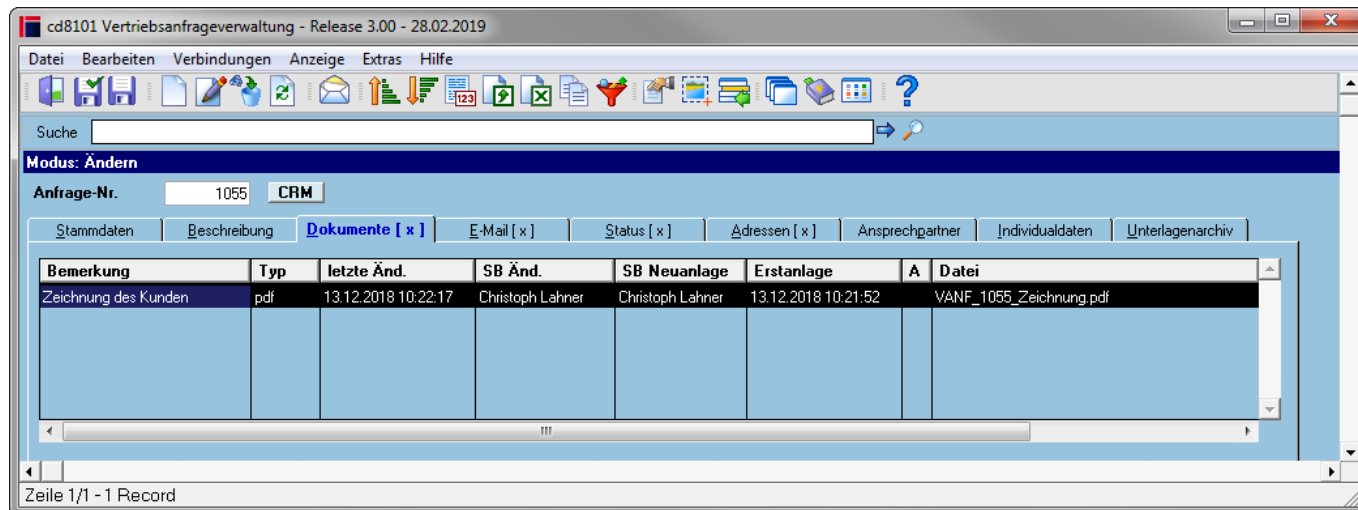 cd8101 Vertriebsanfrageverwaltung - Release 3.00 - 28.02.2019
Datei Bearbeiten Verbindungen Anzeige Extras Hilfe
123
Suche
Modus: Ändern
Anfrage-Nr. 1055 CRM
Stammdaten Beschreibung Dokumente [ x ] E-Mail [ x ] Status [ x ] Adressen [ x ] Ansprechpartner Individualdaten Unterlagenarchiv
Bemerkung Typ letzte Änd. SB Änd. SB Neuanlage Erstanlage A Datei
Zeichnung des Kunden pdf 13.12.2018 10:22:17 Christoph Lahner Christoph Lahner 13.12.2018 10:21:52 VANF_1055_Zeichnung.pdf
Zeile 1/1 - 1 Record